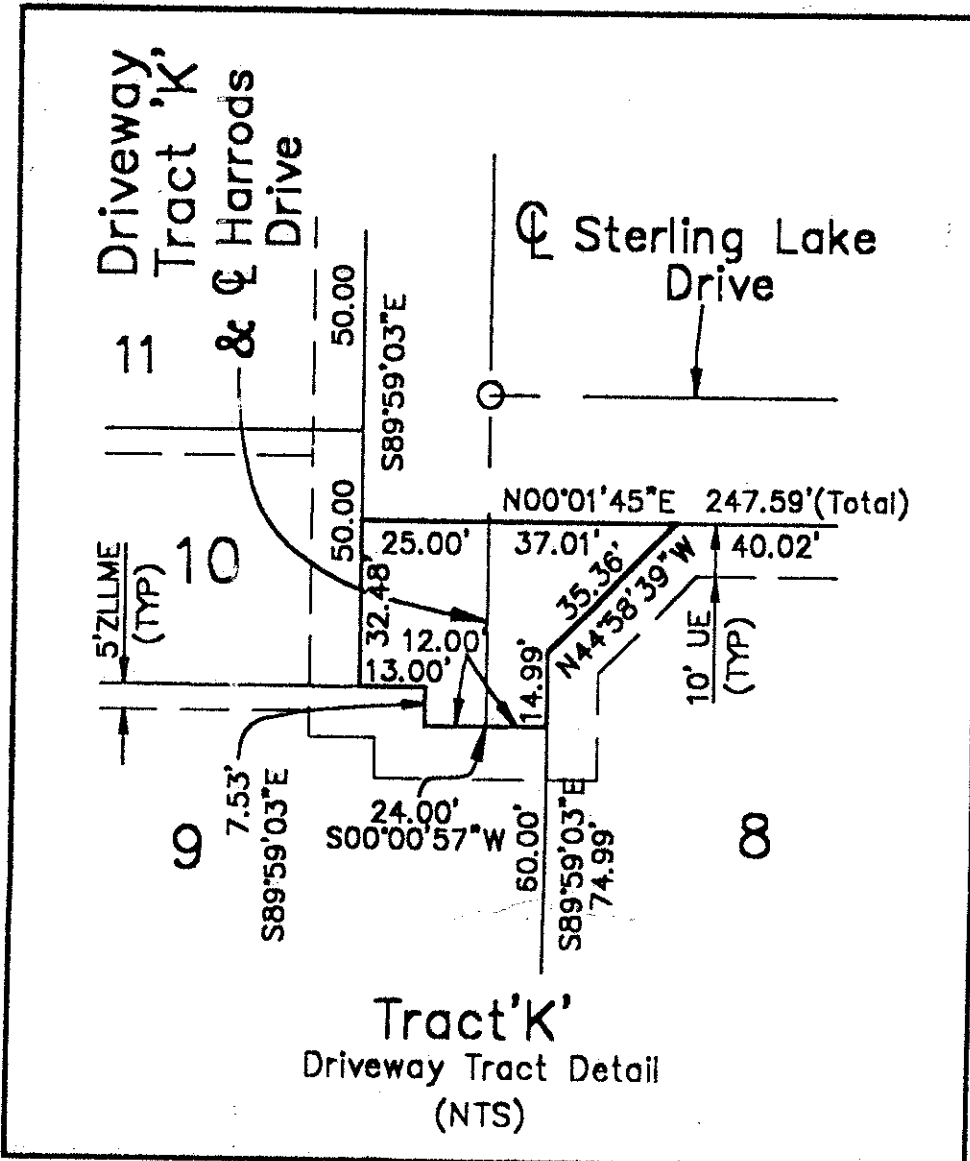 Driveway
Tract 'K'
& ℄ Harrods
Drive
℄ Sterling Lake
Drive
11
50.00
S89°59'03"E
N00°01'45"E 247.59'(Total)
50.00
25.00'
37.01'
40.02'
10
5'ZLLME
(TYP)
32.48'
35.36'
N44°58'39"W
12.00'
13.00'
14.99'
10' UE
(TYP)
7.53'
S89°59'03"E
24.00'
S00°00'57"W
60.00'
S89°59'03"E
74.99'
9
8
Tract'K'
Driveway Tract Detail
(NTS)